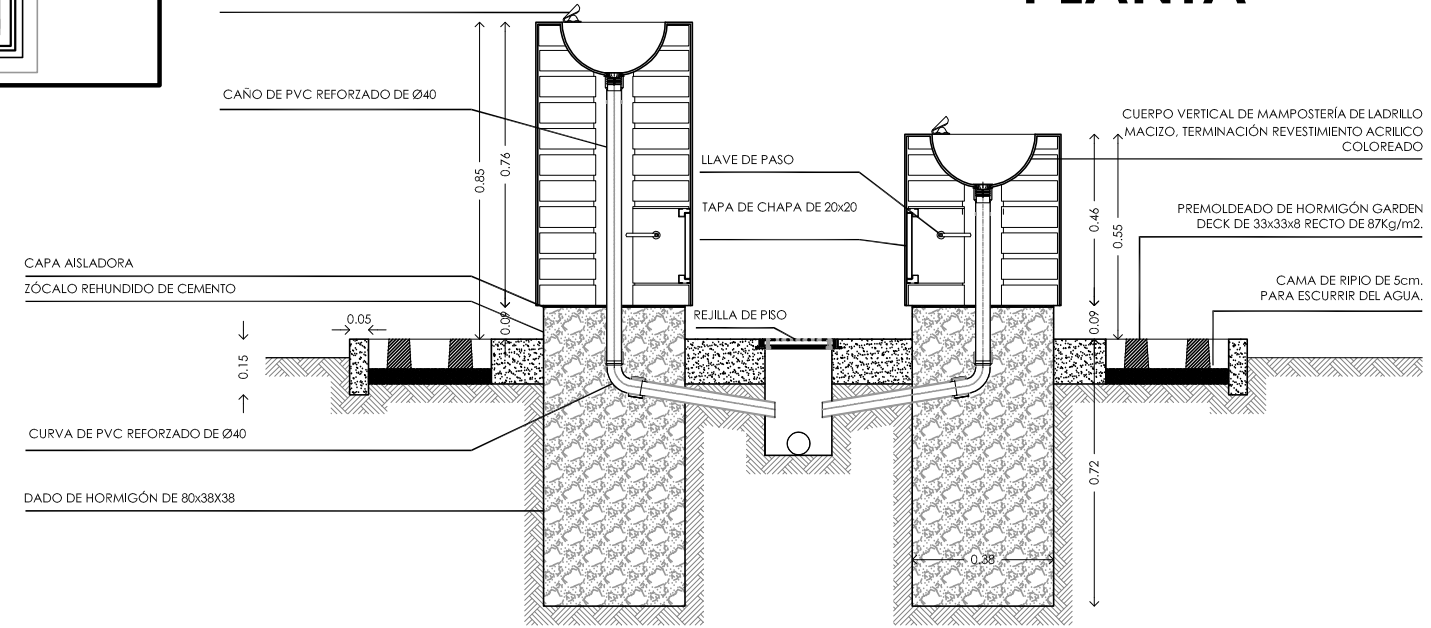 PLANTA
CAÑO DE PVC REFORZADO DE Ø40
CUERPO VERTICAL DE MAMPOSTERÍA DE LADRILLO
MACIZO, TERMINACIÓN REVESTIMIENTO ACRILICO
COLOREADO
LLAVE DE PASO
0.85
0.76
TAPA DE CHAPA DE 20x20
0.46
0.55
PREMOLDEADO DE HORMIGÓN GARDEN
DECK DE 33x33x8 RECTO DE 87Kg/m2.
CAPA AISLADORA
ZÓCALO REHUNDIDO DE CEMENTO
CAMA DE RIPIO DE 5cm.
PARA ESCURRIR DEL AGUA.
REJILLA DE PISO
0.05
0.09
0.09
0.15
CURVA DE PVC REFORZADO DE Ø40
0.72
DADO DE HORMIGÓN DE 80x38X38
0.38